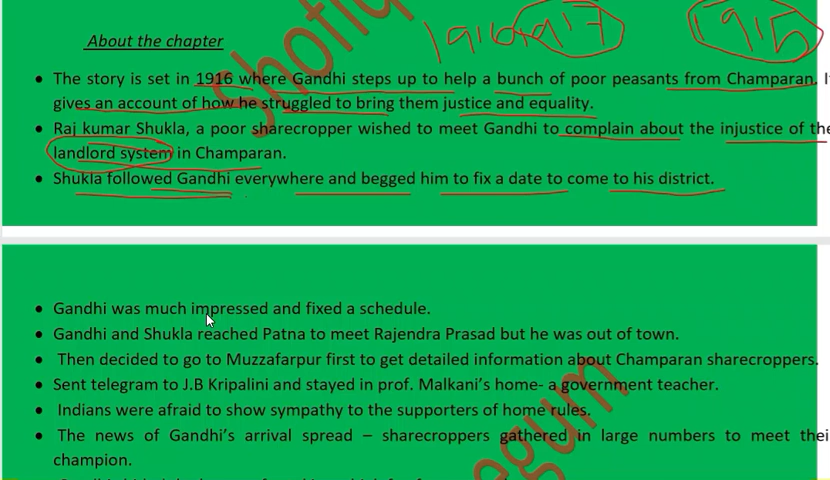 1916 1917 1915
About the chapter
• The story is set in 1916 where Gandhi steps up to help a bunch of poor peasants from Champaran. I
gives an account of how he struggled to bring them justice and equality.
• Raj kumar Shukla, a poor sharecropper wished to meet Gandhi to complain about the injustice of the
landlord system in Champaran.
• Shukla followed Gandhi everywhere and begged him to fix a date to come to his district.
• Gandhi was much impressed and fixed a schedule.
• Gandhi and Shukla reached Patna to meet Rajendra Prasad but he was out of town.
• Then decided to go to Muzzafarpur first to get detailed information about Champaran sharecroppers.
• Sent telegram to J.B Kripalini and stayed in prof. Malkani's home- a government teacher.
• Indians were afraid to show sympathy to the supporters of home rules.
• The news of Gandhi's arrival spread – sharecroppers gathered in large numbers to meet thei
champion.